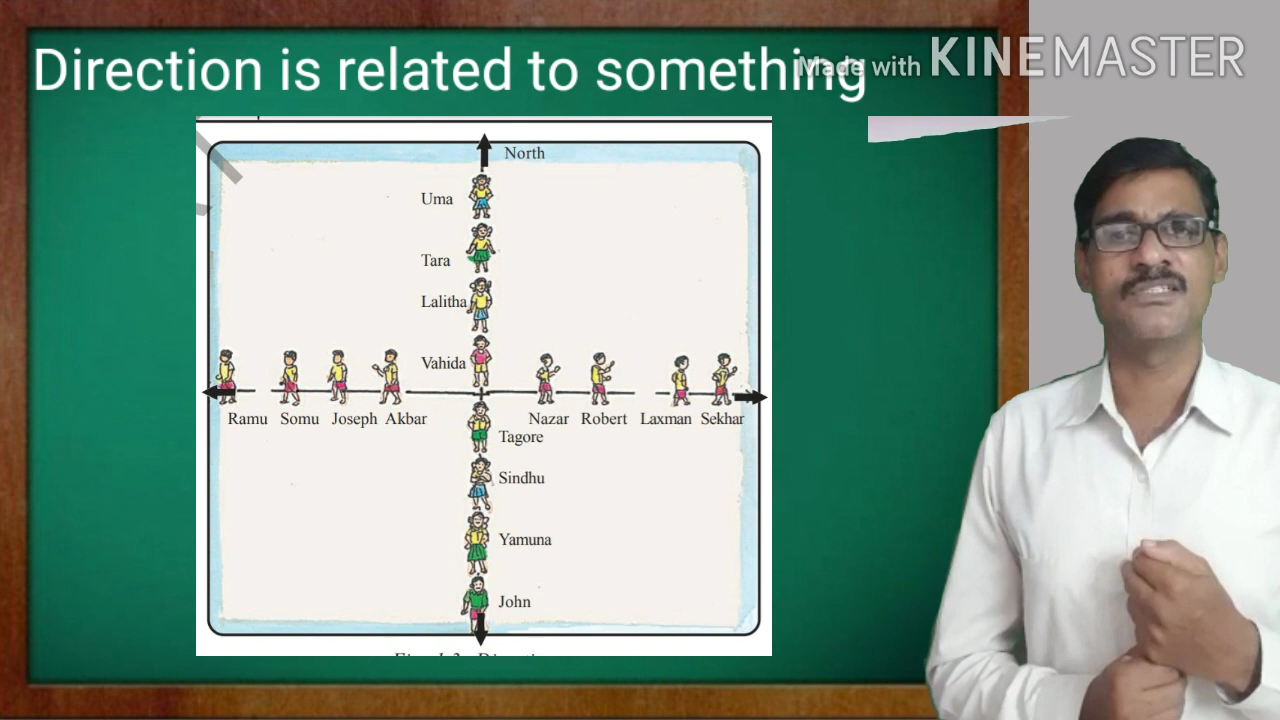 Direction is related to something
Made with KINEMASTER
North
Uma
Tara
Lalitha
Vahida
Ramu Somu Joseph Akbar Nazar Robert Laxman Sekhar
Tagore
Sindhu
Yamuna
John